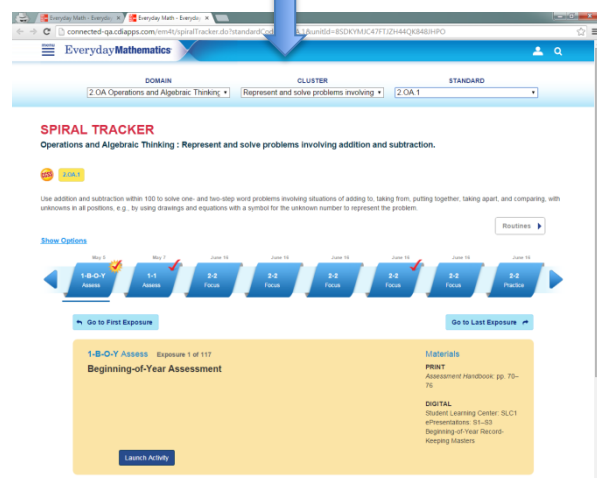 Everyday Math - Everyday
Everyday Math - Everyday
connected-qa.cdiapps.com/em4t/spiralTracker.do?standardCod
menu
EverydayMathematics
DOMAIN CLUSTER STANDARD
2.OA Operations and Algebraic Thinking Represent and solve problems involving 2.OA.1
SPIRAL TRACKER
Operations and Algebraic Thinking : Represent and solve problems involving addition and subtraction.
2.OA.1
Use addition and subtraction within 100 to solve one- and two-step word problems involving situations of adding to, taking from, putting together, taking apart, and comparing, with
unknowns in all positions, e.g., by using drawings and equations with a symbol for the unknown number to represent the problem.
Routines
Show Options
May 5 May 7 June 16 June 16 June 16 June 16 June 16 June 16
1-B-O-Y 1-1 2-2 2-2 2-2 2-2 2-2 2-2
Assess Assess Focus Focus Focus Focus Focus Practice
Go to First Exposure Go to Last Exposure
1-B-O-Y Assess Exposure 1 of 117 Materials
Beginning-of-Year Assessment PRINT
Assessment Handbook: pp. 70–
76
DIGITAL
Student Learning Center: SLC1
ePresentations: S1–S3
Beginning-of-Year Record-
Keeping Masters
Launch Activity